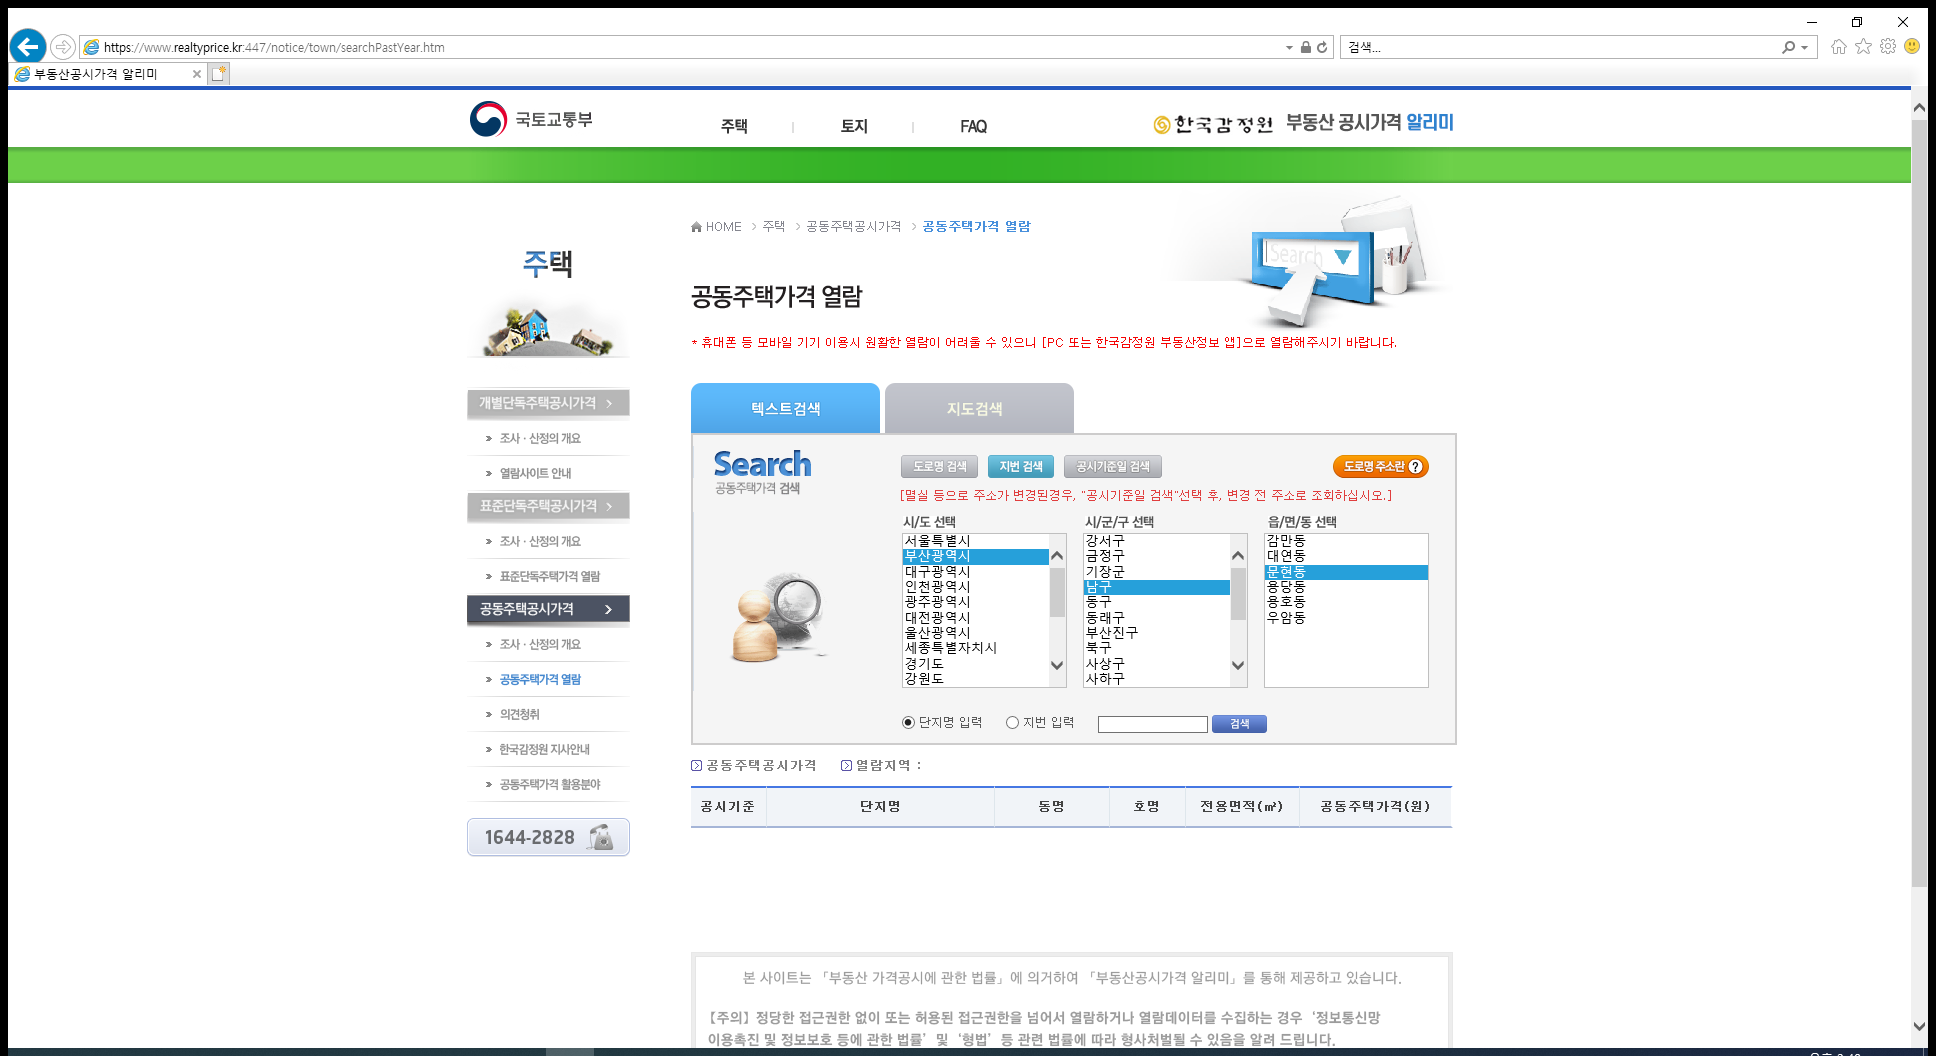 https://www.realtyprice.kr:447/notice/town/searchPastYear.htm
검색...
부동산공시가격 알리미
국토교통부
주택
토지
FAQ
한국감정원 부동산 공시가격 알리미
HOME > 주택 > 공동주택공시가격 > 공동주택가격 열람
Search
주택
공동주택가격 열람
* 휴대폰 등 모바일 기기 이용시 원활한 열람이 어려울 수 있으니 [PC 또는 한국감정원 부동산정보 앱]으로 열람해주시기 바랍니다.
개별단독주택공시가격 >
» 조사 · 산정의 개요
» 열람사이트 안내
표준단독주택공시가격 >
» 조사 · 산정의 개요
» 표준단독주택가격 열람
공동주택공시가격 >
» 조사 · 산정의 개요
» 공동주택가격 열람
» 의견청취
» 한국감정원 지사안내
» 공동주택가격 활용분야
1644-2828
텍스트검색
지도검색
Search
공동주택가격 검색
도로명 검색
지번 검색
공시기준일 검색
도로명 주소란 ?
[멸실 등으로 주소가 변경된경우, "공시기준일 검색"선택 후, 변경 전 주소로 조회하십시오.]
시/도 선택
서울특별시
부산광역시
대구광역시
인천광역시
광주광역시
대전광역시
울산광역시
세종특별자치시
경기도
강원도
시/군/구 선택
강서구
금정구
기장군
남구
동구
동래구
부산진구
북구
사상구
사하구
읍/면/동 선택
감만동
대연동
문현동
용당동
용호동
우암동
단지명 입력
지번 입력
검색
공동주택공시가격
열람지역 :
공시기준
단지명
동명
호명
전용면적(㎡)
공동주택가격(원)
본 사이트는 「부동산 가격공시에 관한 법률」에 의거하여 「부동산공시가격 알리미」를 통해 제공하고 있습니다.
【주의】 정당한 접근권한 없이 또는 허용된 접근권한을 넘어서 열람하거나 열람데이터를 수집하는 경우 ‘정보통신망
이용촉진 및 정보보호 등에 관한 법률’ 및 ‘형법’ 등 관련 법률에 따라 형사처벌될 수 있음을 알려 드립니다.